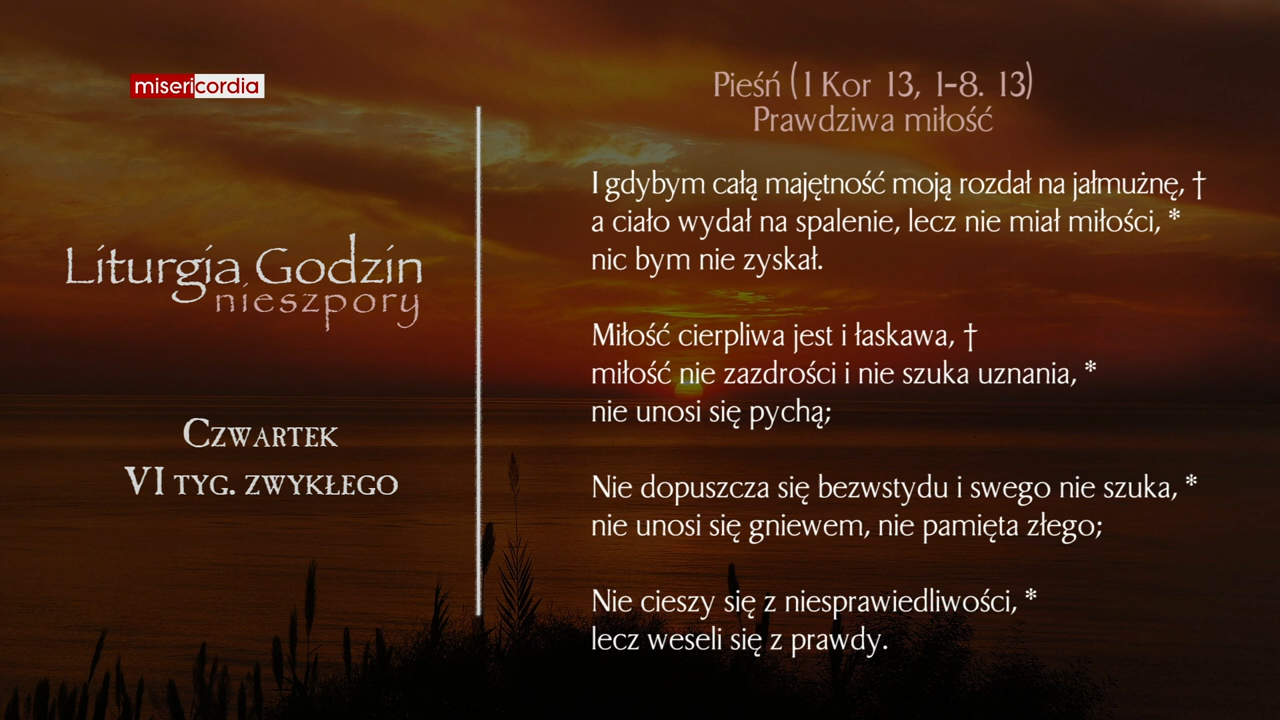 misericordia
Liturgia Godzin
nieszpory
Czwartek
VI tyg. zwykłego
Pieśń (1 Kor 13, 1-8. 13)
Prawdziwa miłość
I gdybym całą majętność moją rozdał na jałmużnę, †
a ciało wydał na spalenie, lecz nie miał miłości, *
nic bym nie zyskał.
Miłość cierpliwa jest i łaskawa, †
miłość nie zazdrości i nie szuka uznania, *
nie unosi się pychą;
Nie dopuszcza się bezwstydu i swego nie szuka, *
nie unosi się gniewem, nie pamięta złego;
Nie cieszy się z niesprawiedliwości, *
lecz weseli się z prawdy.